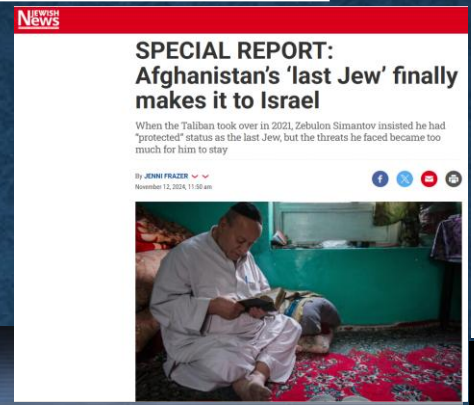 JEWISH
News
SPECIAL REPORT:
Afghanistan's ‘last Jew’ finally
makes it to Israel
When the Taliban took over in 2021, Zebulon Simantov insisted he had
“protected” status as the last Jew, but the threats he faced became too
much for him to stay
By JENNI FRAZER
November 12, 2024, 11:50 am